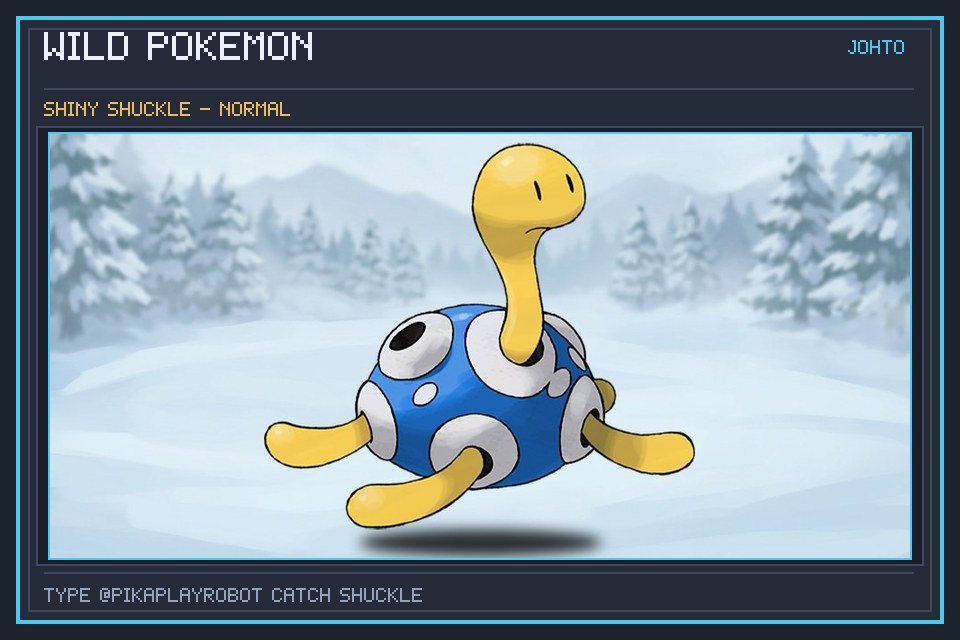 WILD POKEMON
JOHTO
SHINY SHUCKLE - NORMAL
TYPE @PIKAPLAYROBOT CATCH SHUCKLE